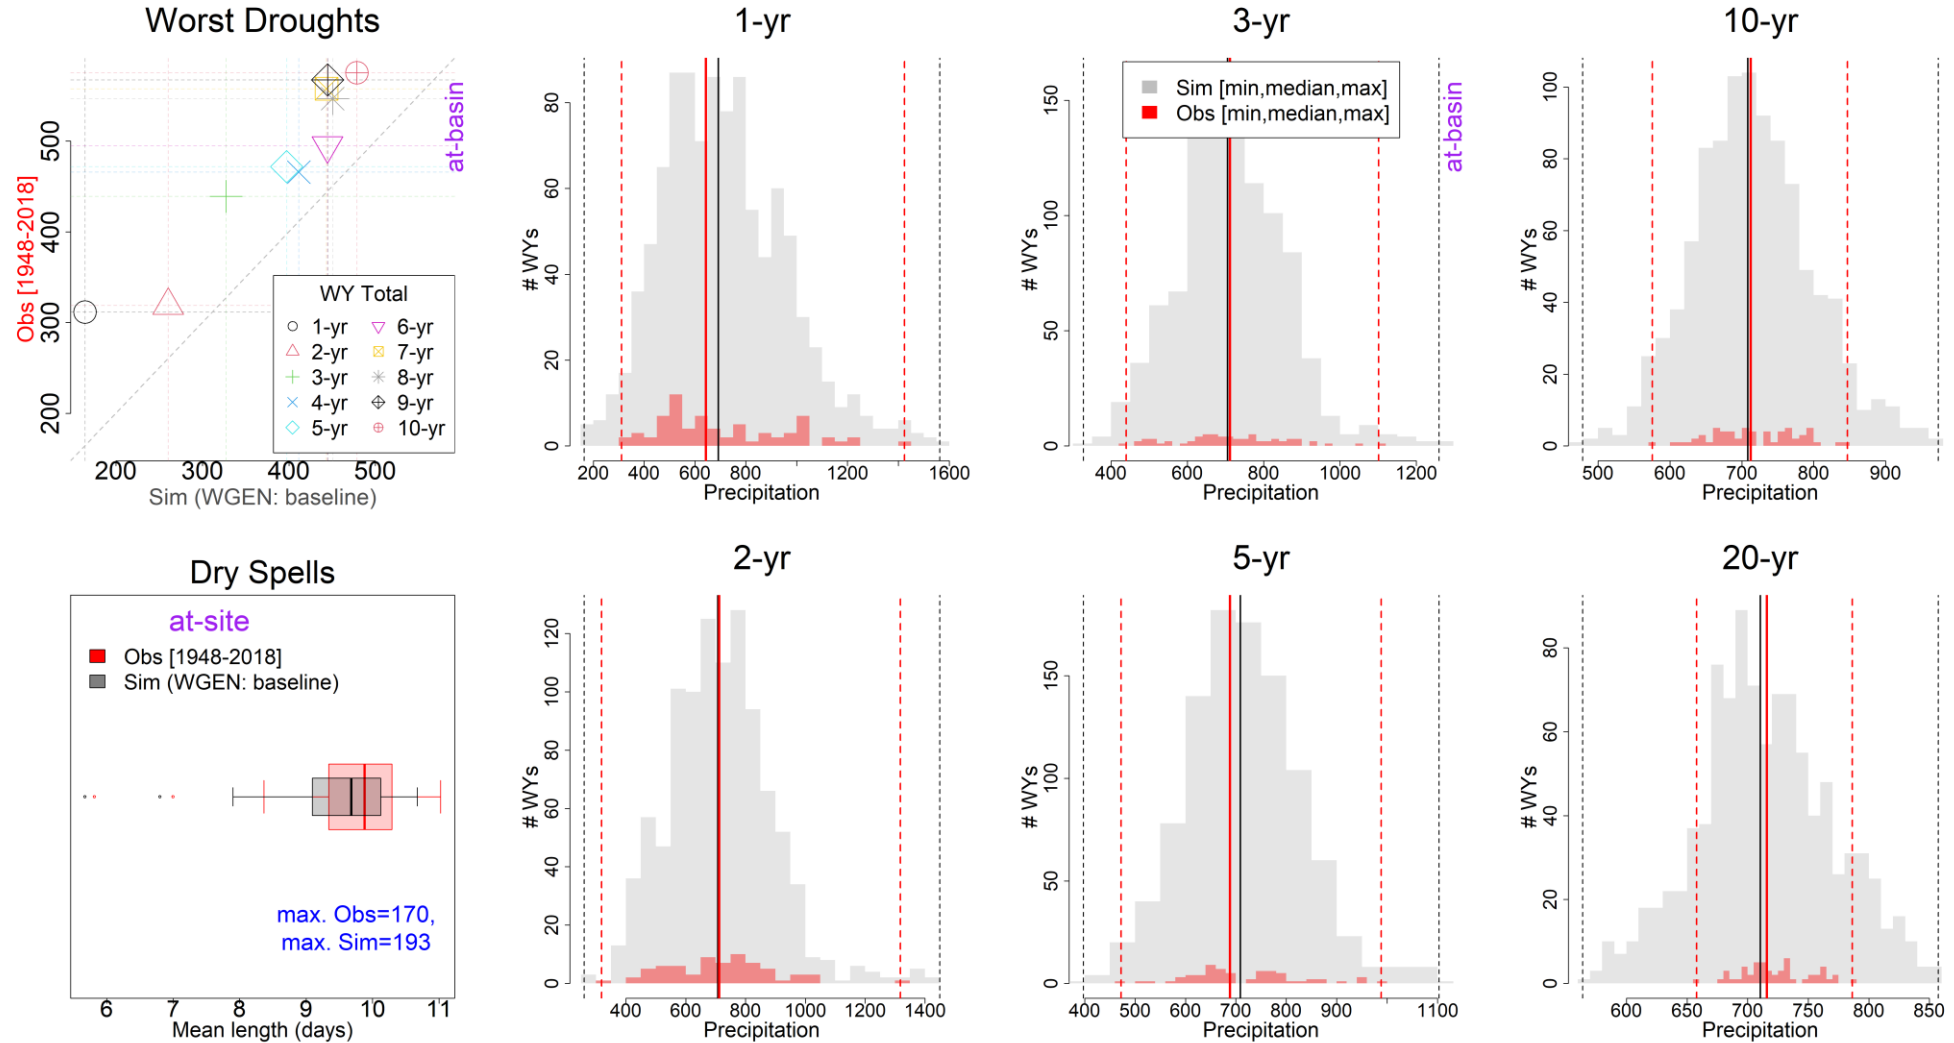 Worst Droughts
500
400
300
200
Obs [1948-2018]
at-basin
WY Total
1-yr
2-yr
3-yr
4-yr
5-yr
6-yr
7-yr
8-yr
9-yr
10-yr
200 300 400 500
Sim (WGEN: baseline)
1-yr
# WYs
80
60
40
20
0
200 400 600 800 1200 1600
Precipitation
3-yr
Sim [min,median,max]
Obs [min,median,max]
at-basin
# WYs
150
100
50
0
400 600 800 1000 1200
Precipitation
10-yr
# WYs
100
80
60
40
20
0
500 600 700 800 900
Precipitation
Dry Spells
at-site
Obs [1948-2018]
Sim (WGEN: baseline)
max. Obs=170,
max. Sim=193
6 7 8 9 10 11
Mean length (days)
2-yr
# WYs
120
100
80
60
40
20
0
400 600 800 1000 1200 1400
Precipitation
5-yr
# WYs
150
100
50
0
400 500 600 700 800 900 1100
Precipitation
20-yr
# WYs
80
60
40
20
0
600 650 700 750 800 850
Precipitation